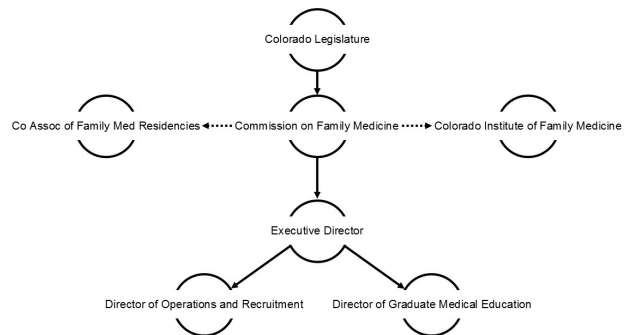 Colorado Legislature
Co Assoc of Family Med Residencies
Commission on Family Medicine
Colorado Institute of Family Medicine
Executive Director
Director of Operations and Recruitment
Director of Graduate Medical Education